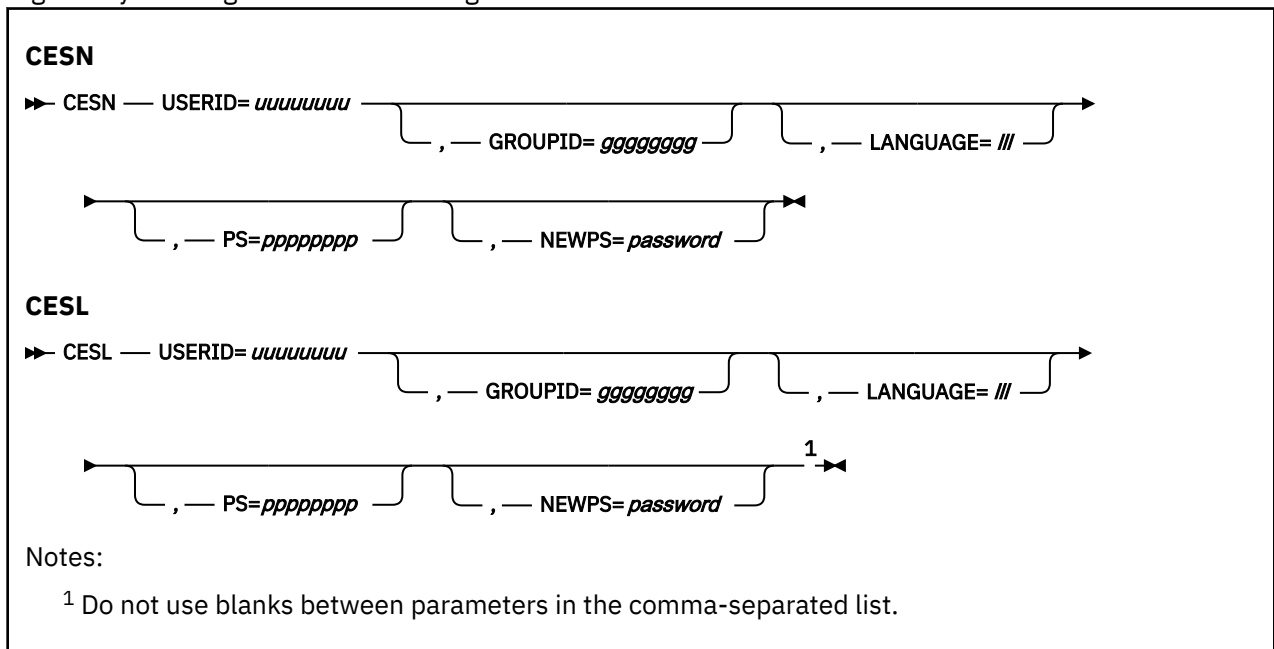 CESN
CESN — USERID= uuuuuuuu
, — GROUPID= gggggggg , — LANGUAGE= lll
, — PS=pppppppp , — NEWPS= password
CESL
CESL — USERID= uuuuuuuu
, — GROUPID= gggggggg , — LANGUAGE= lll
1
, — PS=pppppppp , — NEWPS= password
Notes:
1 Do not use blanks between parameters in the comma-separated list.